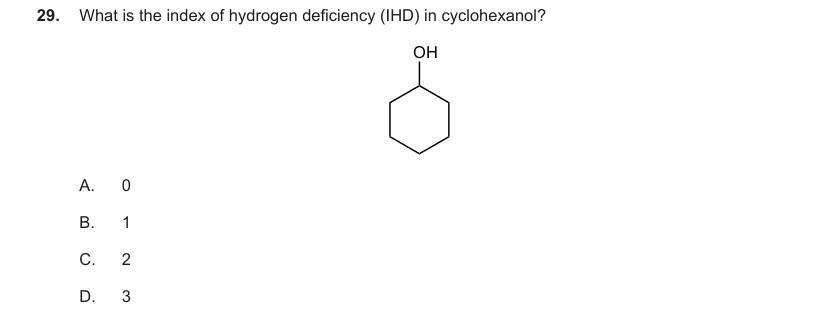 29. What is the index of hydrogen deficiency (IHD) in cyclohexanol?
OH
A. 0
B. 1
C. 2
D. 3